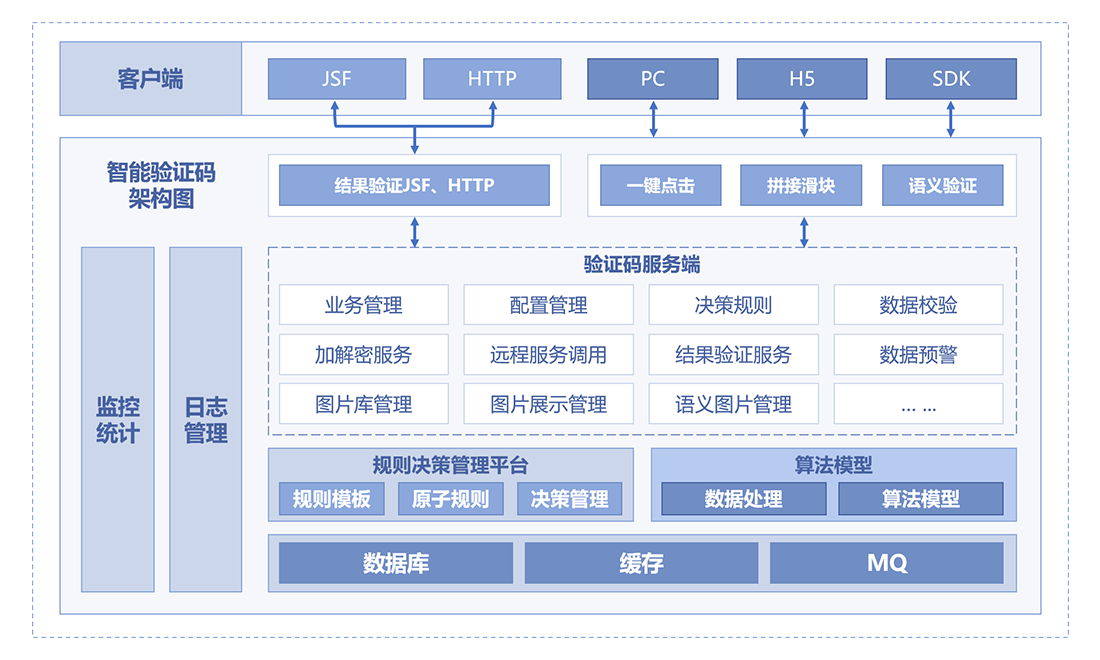 客户端
JSF
HTTP
PC
H5
SDK
智能验证码
架构图
结果验证JSF、HTTP
一键点击
拼接滑块
语义验证
监控
统计
日志
管理
验证码服务端
业务管理
配置管理
决策规则
数据校验
加解密服务
远程服务调用
结果验证服务
数据预警
图片库管理
图片展示管理
语义图片管理
... ...
规则决策管理平台
规则模板
原子规则
决策管理
算法模型
数据处理
算法模型
数据库
缓存
MQ